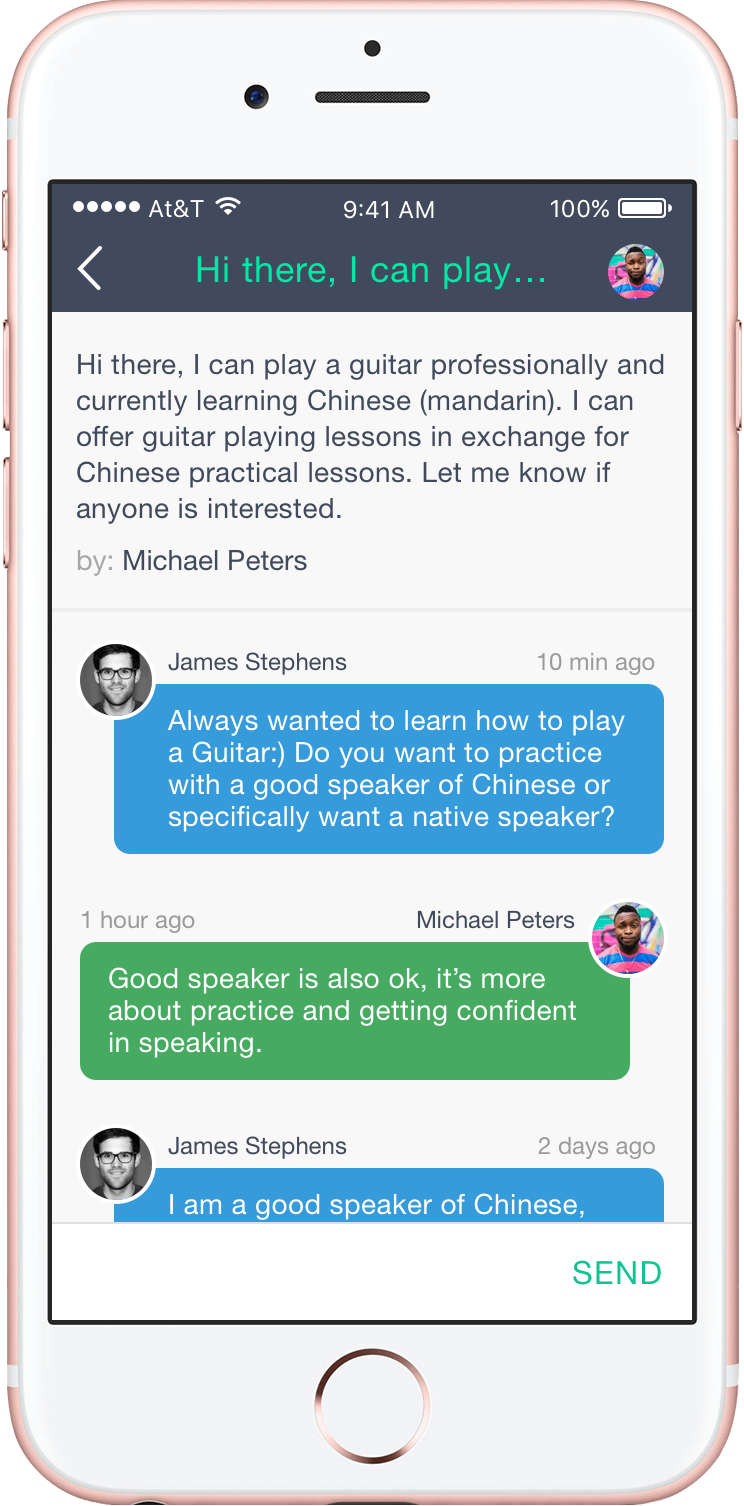 At&T 9:41 AM 100%
Hi there, I can play...
Hi there, I can play a guitar professionally and
currently learning Chinese (mandarin). I can
offer guitar playing lessons in exchange for
Chinese practical lessons. Let me know if
anyone is interested.
by: Michael Peters
James Stephens 10 min ago
Always wanted to learn how to play
a Guitar:) Do you want to practice
with a good speaker of Chinese or
specifically want a native speaker?
1 hour ago Michael Peters
Good speaker is also ok, it’s more
about practice and getting confident
in speaking.
James Stephens 2 days ago
I am a good speaker of Chinese,
SEND